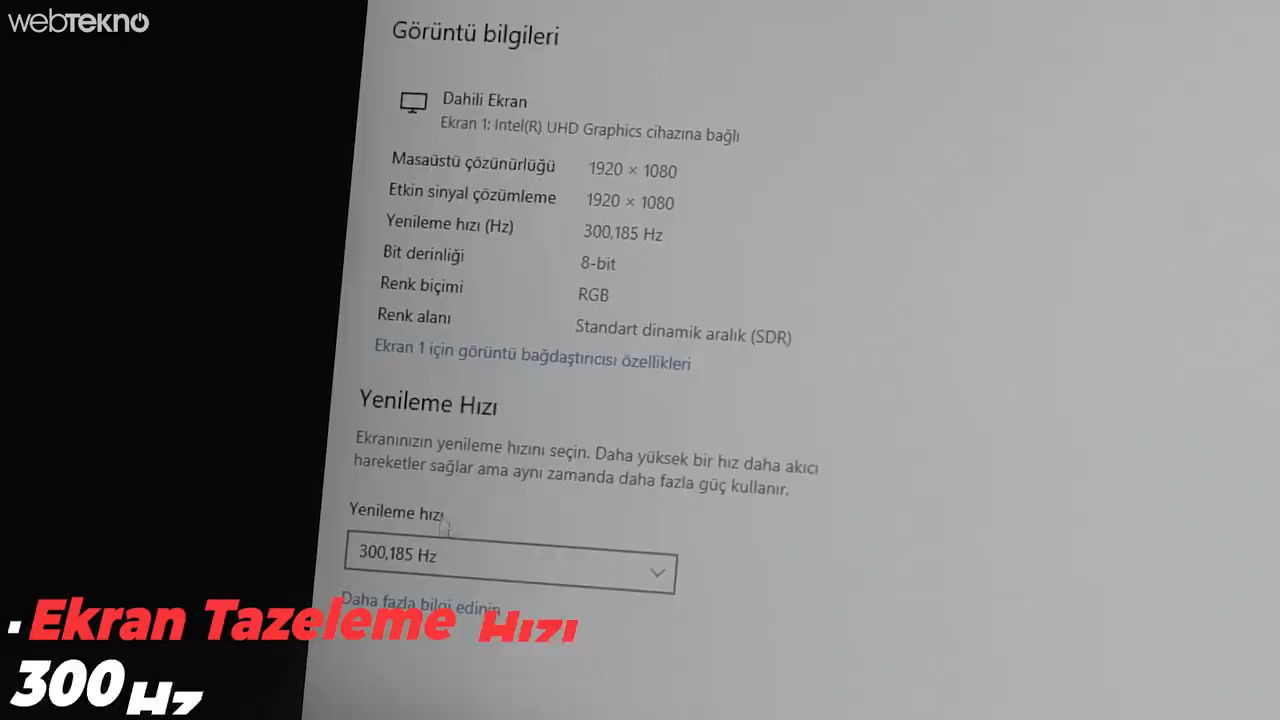 webtekno
Görüntü bilgileri
Dahili Ekran
Ekran 1: Intel(R) UHD Graphics cihazına bağlı
Masaüstü çözünürlüğü 1920 × 1080
Etkin sinyal çözümleme 1920 × 1080
Yenileme hızı (Hz) 300,185 Hz
Bit derinliği 8-bit
Renk biçimi RGB
Renk alanı Standart dinamik aralık (SDR)
Ekran 1 için görüntü bağdaştırıcısı özellikleri
Yenileme Hızı
Ekranınızın yenileme hızını seçin. Daha yüksek bir hız daha akıcı
hareketler sağlar ama aynı zamanda daha fazla güç kullanır.
Yenileme hızı
300,185 Hz
Daha fazla bilgi edinin
· Ekran Tazeleme Hızı
300 Hz